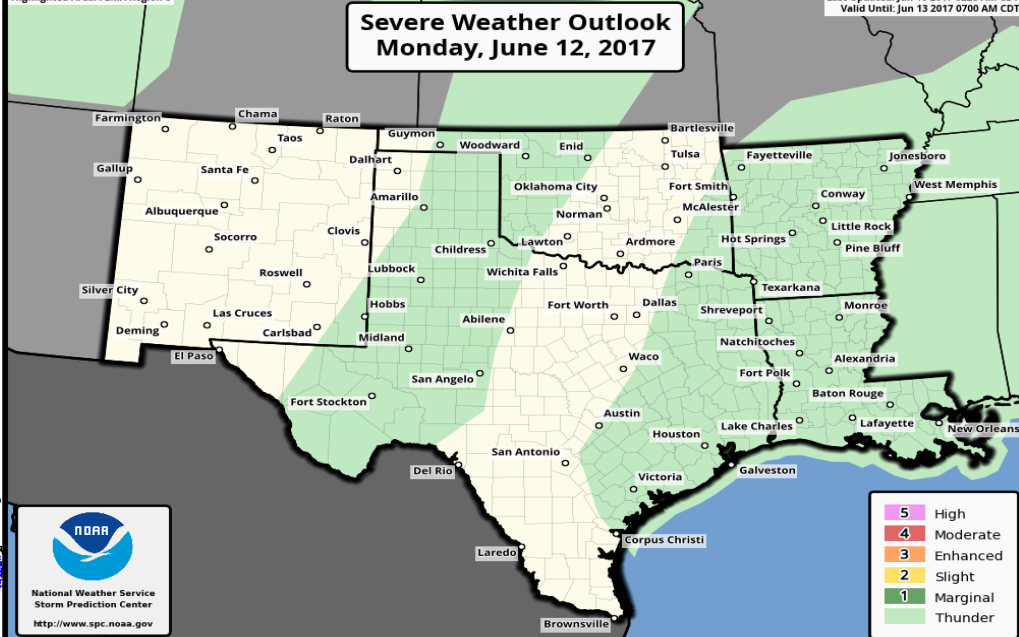 Severe Weather Outlook
Monday, June 12, 2017
Valid Until: Jun 13 2017 0700 AM CDT
Farmington
Chama
Raton
Taos
Guymon
Woodward
Enid
Bartlesville
Tulsa
Dalhart
Gallup
Santa Fe
Fayetteville
Jonesboro
Oklahoma City
Fort Smith
West Memphis
Amarillo
Conway
Albuquerque
Norman
McAlester
Little Rock
Socorro
Clovis
Childress
Lawton
Ardmore
Hot Springs
Pine Bluff
Roswell
Lubbock
Wichita Falls
Paris
Silver City
Texarkana
Hobbs
Fort Worth
Dallas
Shreveport
Monroe
Las Cruces
Deming
Carlsbad
Midland
Abilene
Natchitoches
El Paso
Waco
Alexandria
Fort Polk
San Angelo
Baton Rouge
Fort Stockton
Austin
Lake Charles
Lafayette
New Orleans
Houston
San Antonio
Del Rio
Galveston
Victoria
Corpus Christi
Laredo
Brownsville
NOAA
National Weather Service
Storm Prediction Center
http://www.spc.noaa.gov
5 High
4 Moderate
3 Enhanced
2 Slight
1 Marginal
Thunder